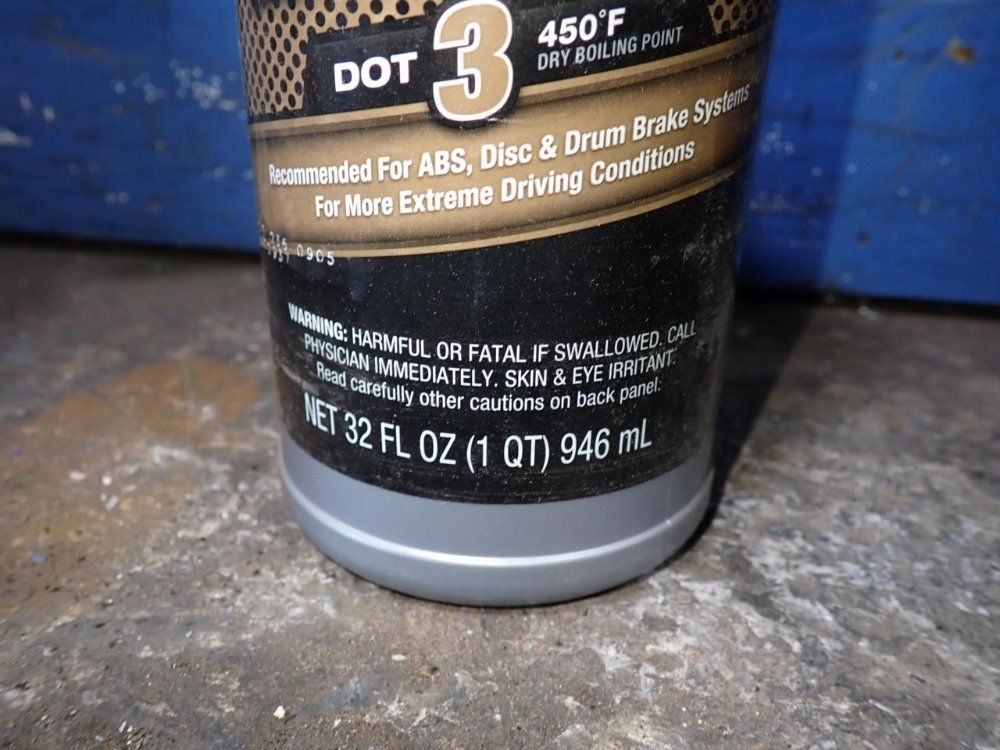 DOT 3 450°F
DRY BOILING POINT
Recommended For ABS, Disc & Drum Brake Systems
For More Extreme Driving Conditions
0905
WARNING: HARMFUL OR FATAL IF SWALLOWED. CALL
PHYSICIAN IMMEDIATELY. SKIN & EYE IRRITANT.
Read carefully other cautions on back panel.
NET 32 FL OZ (1 QT) 946 mL